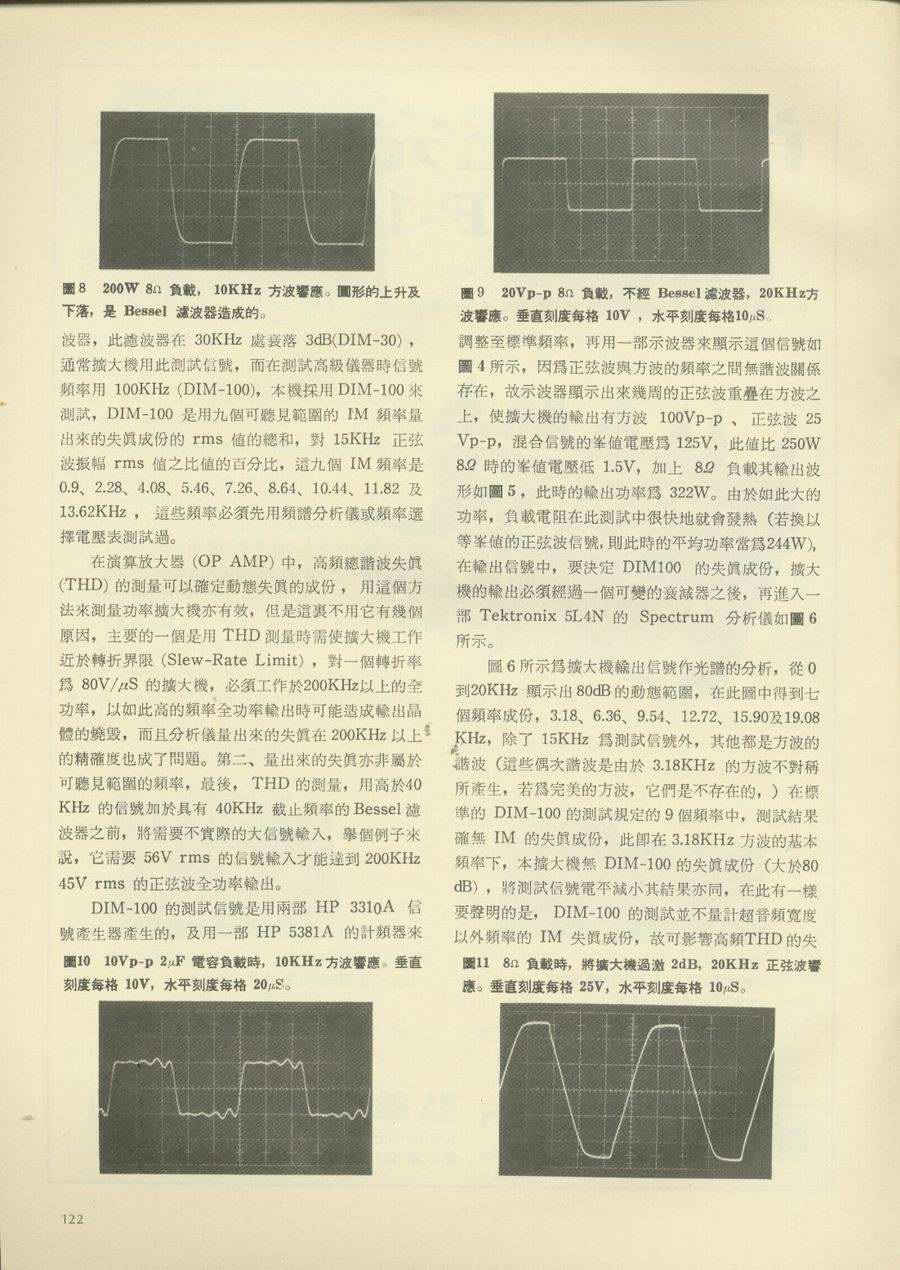 圖8 200W 8Ω 負載，10KHz 方波響應。圖形的上升及
下落，是 Bessel 濾波器造成的。
波器，此濾波器在 30KHz 處衰落 3dB(DIM-30)，
通常擴大機用此測試信號，而在測試高級儀器時信號
頻率用 100KHz (DIM-100)，本機採用 DIM-100 來
測試，DIM-100 是用九個可聽見範圍的 IM 頻率量
出來的失眞成份的 rms 値的總和，對 15KHz 正弦
波振幅 rms 値之比値的百分比，這九個 IM 頻率是
0.9、2.28、4.08、5.46、7.26、8.64、10.44、11.82 及
13.62KHz ，這些頻率必須先用頻譜分析儀或頻率選
擇電壓表測試過。
在演算放大器 (OP AMP) 中，高頻總諧波失眞
(THD) 的測量可以確定動態失眞的成份，用這個方
法來測量功率擴大機亦有效，但是這裏不用它有幾個
原因，主要的一個是用 THD 測量時需使擴大機工作
近於轉折界限 (Slew-Rate Limit) ，對一個轉折率
爲 80V/μS 的擴大機，必須工作於200KHz以上的全
功率，以如此高的頻率全功率輸出時可能造成輸出晶
體的燒毀，而且分析儀量出來的失眞在 200KHz 以上
的精確度也成了問題。第二、量出來的失眞亦非屬於
可聽見範圍的頻率，最後， THD 的測量，用高於40
KHz 的信號加於具有 40KHz 截止頻率的 Bessel 濾
波器之前，將需要不實際的大信號輸入，舉個例子來
說，它需要 56V rms 的信號輸入才能達到 200KHz
45V rms 的正弦波全功率輸出。
DIM-100 的測試信號是用兩部 HP 3310A 信
號產生器產生的，及用一部 HP 5381A 的計頻器來
圖10 10Vp-p 2μF 電容負載時，10KHz 方波響應。垂直
刻度每格 10V，水平刻度每格 20μS。
圖9 20Vp-p 8Ω 負載，不經 Bessel 濾波器，20KHz方
波響應。垂直刻度每格 10V ，水平刻度每格10μS。
調整至標準頻率，再用一部示波器來顯示這個信號如
圖 4 所示，因爲正弦波與方波的頻率之間無諧波關係
存在，故示波器顯示出來幾周的正弦波重疊在方波之
上，使擴大機的輸出有方波 100Vp-p 、正弦波 25
Vp-p，混合信號的峯値電壓爲 125V，此値比 250W
8Ω 時的峯値電壓低 1.5V，加上 8Ω 負載其輸出波
形如圖 5，此時的輸出功率爲 322W。由於如此大的
功率，負載電阻在此測試中很快地就會發熱（若換以
等峯値的正弦波信號，則此時的平均功率當爲244W)，
在輸出信號中，要決定 DIM100 的失眞成份，擴大
機的輸出必須經過一個可變的衰減器之後，再進入一
部 Tektronix 5L4N 的 Spectrum 分析儀如圖 6
所示。
圖 6 所示爲擴大機輸出信號作光譜的分析，從 0
到20KHz 顯示出 80dB 的動態範圍，在此圖中得到七
個頻率成份，3.18、6.36、9.54、12.72、15.90及19.08
KHz，除了 15KHz 爲測試信號外，其他都是方波的
諧波（這些偶次諧波是由於 3.18KHz 的方波不對稱
所產生，若爲完美的方波，它們是不存在的，）在標
準的 DIM-100 的測試規定的 9 個頻率中，測試結果
確無 IM 的失眞成份，此卽在 3.18KHz 方波的基本
頻率下，本擴大機無 DIM-100 的失眞成份（大於80
dB），將測試信號電平減小其結果亦同，在此有一樣
要聲明的是， DIM-100 的測試並不量計超音頻寬度
以外頻率的 IM 失眞成份，故可影響高頻THD 的失
圖11 8Ω 負載時，將擴大機過激 2dB，20KHz 正弦波響
應。垂直刻度每格 25V，水平刻度每格 10μS。
122